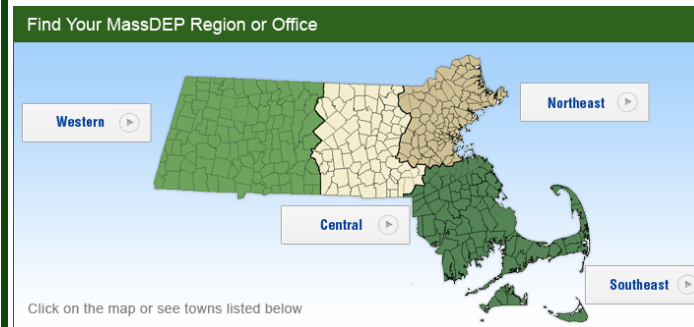 Find Your MassDEP Region or Office
Northeast
Western
Central
Southeast
Click on the map or see towns listed below